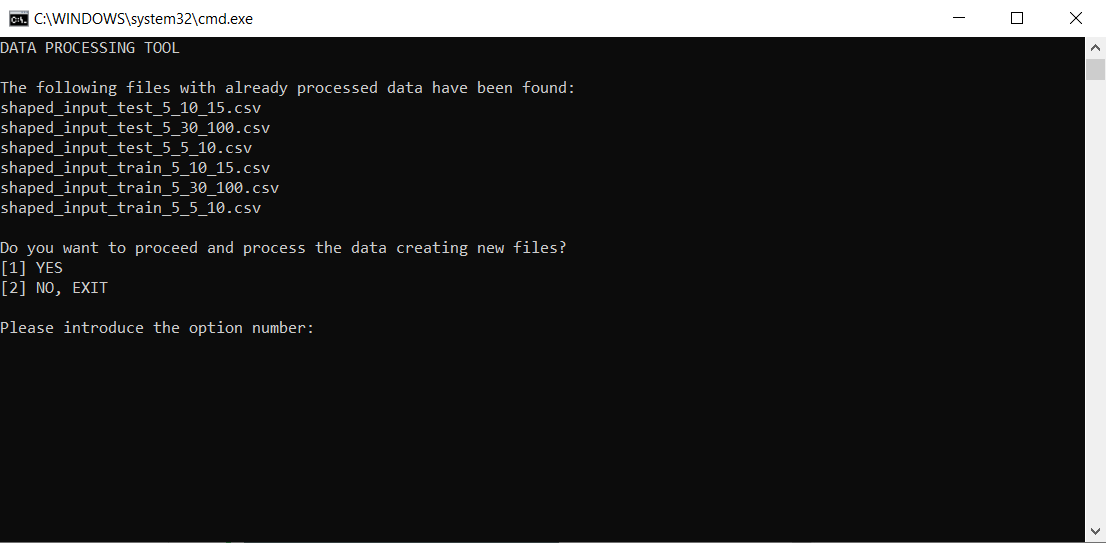 C:\WINDOWS\system32\cmd.exe
DATA PROCESSING TOOL
The following files with already processed data have been found:
shaped_input_test_5_10_15.csv
shaped_input_test_5_30_100.csv
shaped_input_test_5_5_10.csv
shaped_input_train_5_10_15.csv
shaped_input_train_5_30_100.csv
shaped_input_train_5_5_10.csv
Do you want to proceed and process the data creating new files?
[1] YES
[2] NO, EXIT
Please introduce the option number: